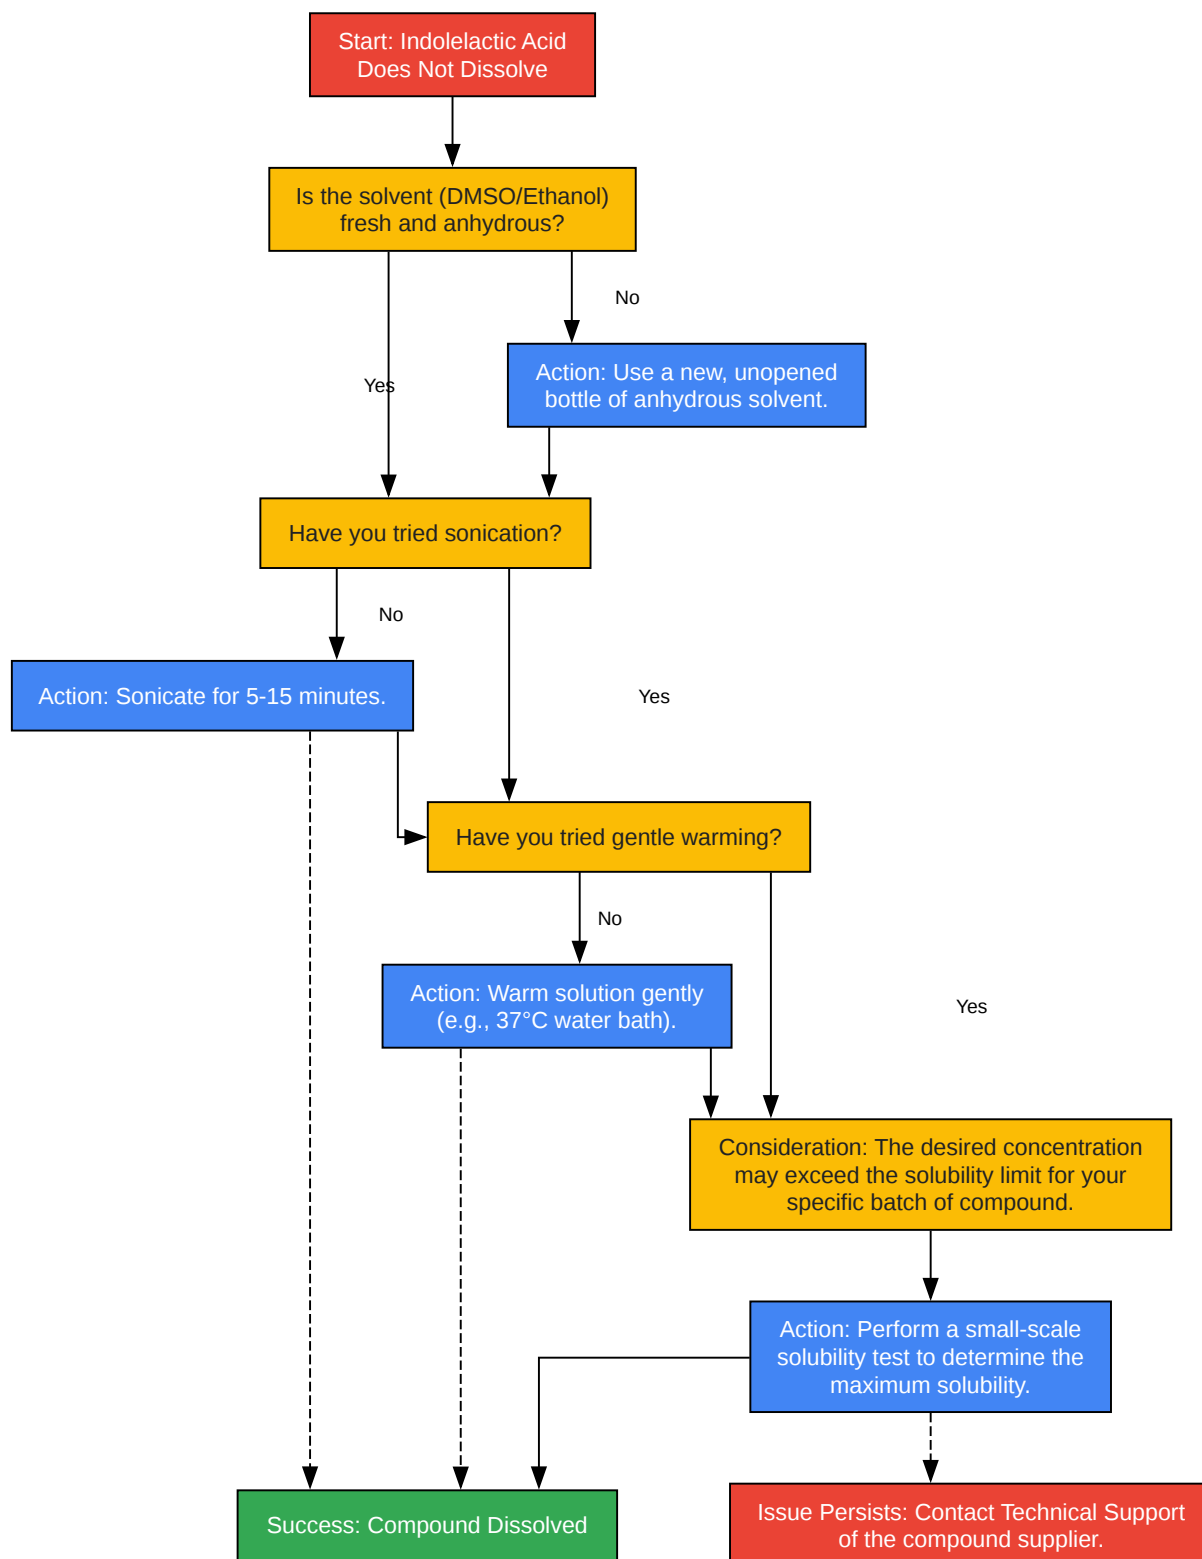 Start: Indolelactic Acid
Does Not Dissolve
Is the solvent (DMSO/Ethanol)
fresh and anhydrous?
No
Yes
Action: Use a new, unopened
bottle of anhydrous solvent.
Have you tried sonication?
No
Action: Sonicate for 5-15 minutes.
Yes
Have you tried gentle warming?
No
Action: Warm solution gently
(e.g., 37°C water bath).
Yes
Consideration: The desired concentration
may exceed the solubility limit for your
specific batch of compound.
Action: Perform a small-scale
solubility test to determine the
maximum solubility.
Success: Compound Dissolved
Issue Persists: Contact Technical Support
of the compound supplier.